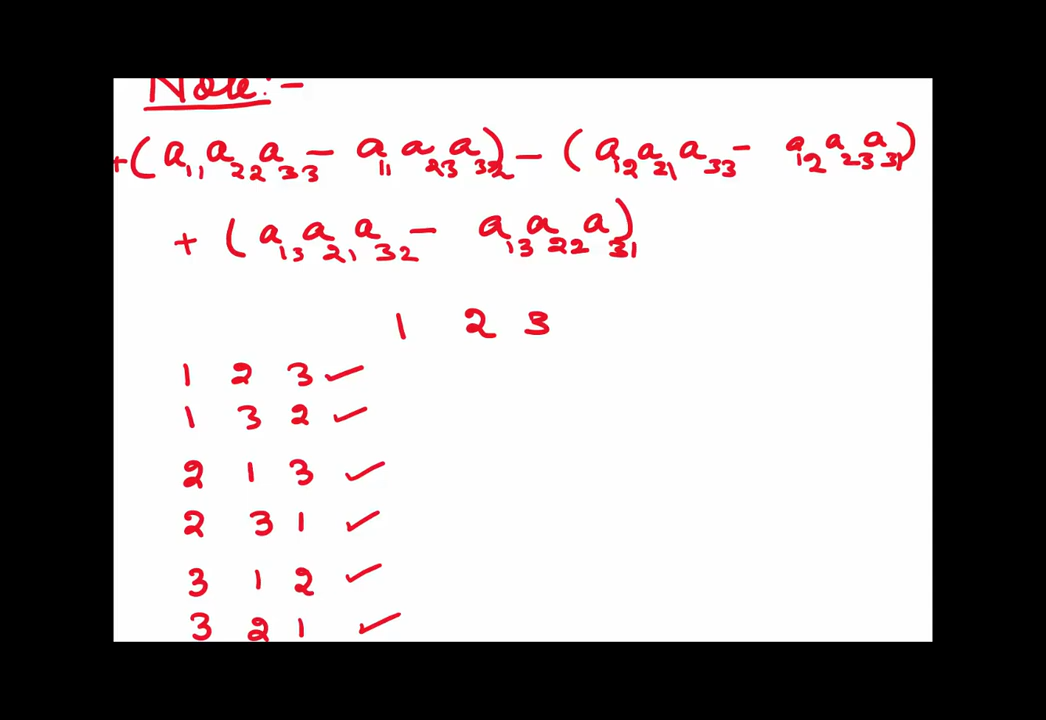 Note:-
+(a₁₁a₂₂a₃₃ - a₁₁a₂₃a₃₂) - (a₁₂a₂₁a₃₃ - a₁₂a₂₃a₃₁)
+ (a₁₃a₂₁a₃₂ - a₁₃a₂₂a₃₁)
1 2 3
1 2 3 ✓
1 3 2 ✓
2 1 3 ✓
2 3 1 ✓
3 1 2 ✓
3 2 1 ✓